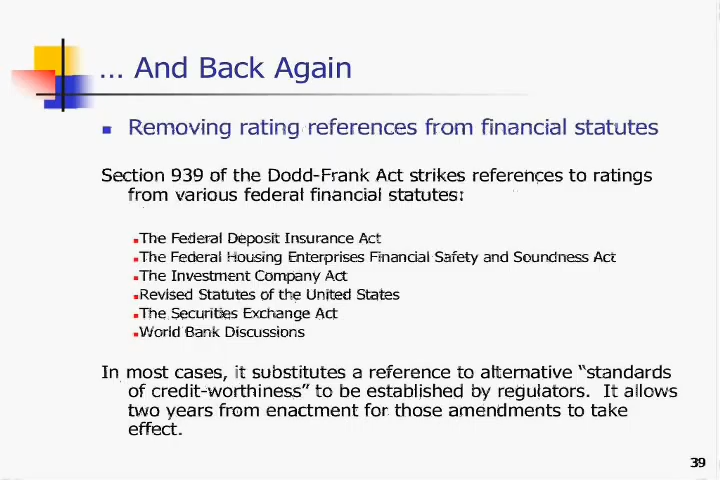 ... And Back Again
Removing rating references from financial statutes
Section 939 of the Dodd-Frank Act strikes references to ratings
from various federal financial statutes:
The Federal Deposit Insurance Act
The Federal Housing Enterprises Financial Safety and Soundness Act
The Investment Company Act
Revised Statutes of the United States
The Securities Exchange Act
World Bank Discussions
In most cases, it substitutes a reference to alternative “standards
of credit-worthiness” to be established by regulators.  It allows
two years from enactment for those amendments to take
effect.
39